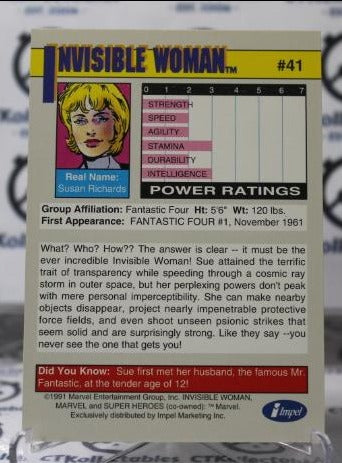 INVISIBLE WOMAN™
#41
0 1 2 3 4 5 6 7
STRENGTH
SPEED
AGILITY
STAMINA
DURABILITY
INTELLIGENCE
POWER RATINGS
Real Name:
Susan Richards
Group Affiliation: Fantastic Four Ht: 5'6" Wt: 120 lbs.
First Appearance: FANTASTIC FOUR #1, November 1961
What? Who? How?? The answer is clear -- it must be the
ever incredible Invisible Woman! Sue attained the terrific
trait of transparency while speeding through a cosmic ray
storm in outer space, but her perplexing powers don't peak
with mere personal imperceptibility. She can make nearby
objects disappear, project nearly impenetrable protective
force fields, and even shoot unseen psionic strikes that
seem solid and are surprisingly strong. Like they say --you
never see the one that gets you!
Did You Know: Sue first met her husband, the famous Mr.
Fantastic, at the tender age of 12!
©1991 Marvel Entertainment Group, Inc. INVISIBLE WOMAN,
MARVEL and SUPER HEROES (co-owned): ™ Marvel.
Exclusively distributed by Impel Marketing Inc.
Impel